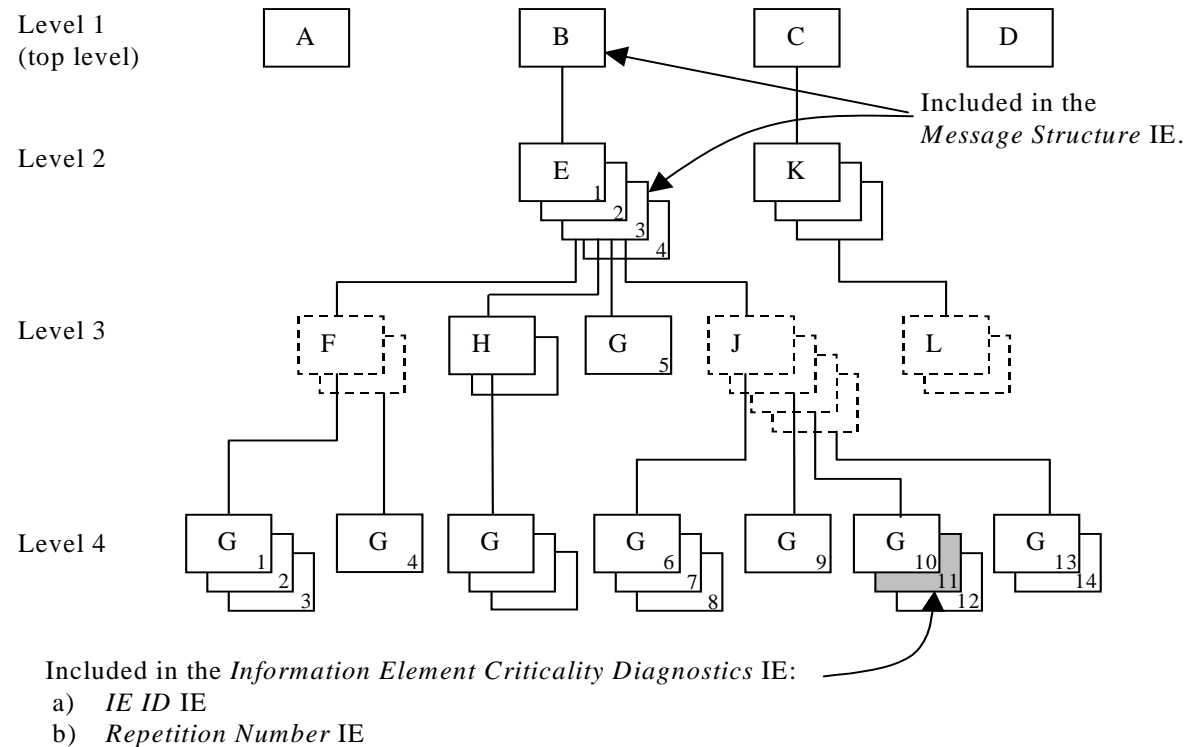 Level 1
(top level)
A
B
C
D
Included in the
Message Structure IE.
Level 2
E
1
2
3
4
K
Level 3
F
H
G
5
J
L
Level 4
G
1
2
3
G
4
G
G
6
7
8
G
9
G
10
11
12
G
13
14
Included in the Information Element Criticality Diagnostics IE:
a) IE ID IE
b) Repetition Number IE